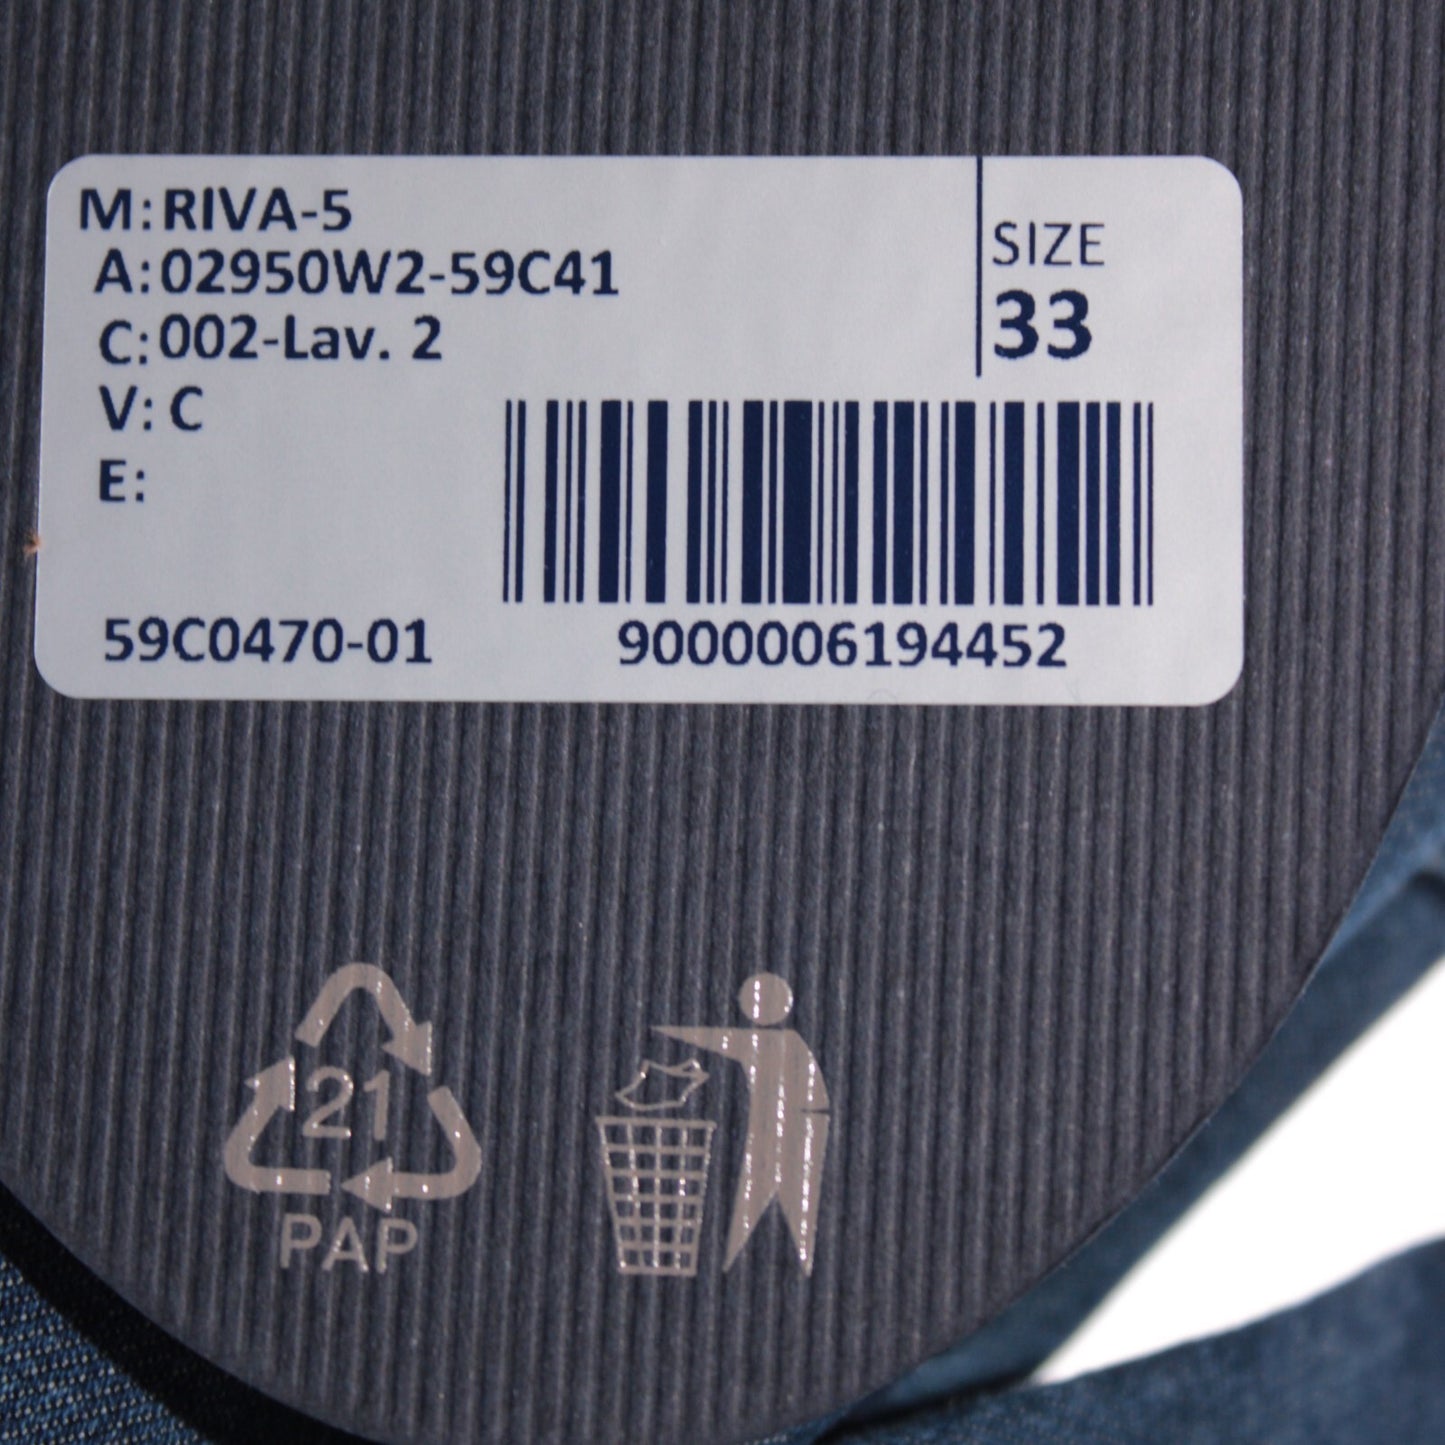 M: RIVA-5
A: 02950W2-59C41
C: 002-Lav. 2
V: C
E:
SIZE
33
59C0470-01
9000006194452
21
PAP